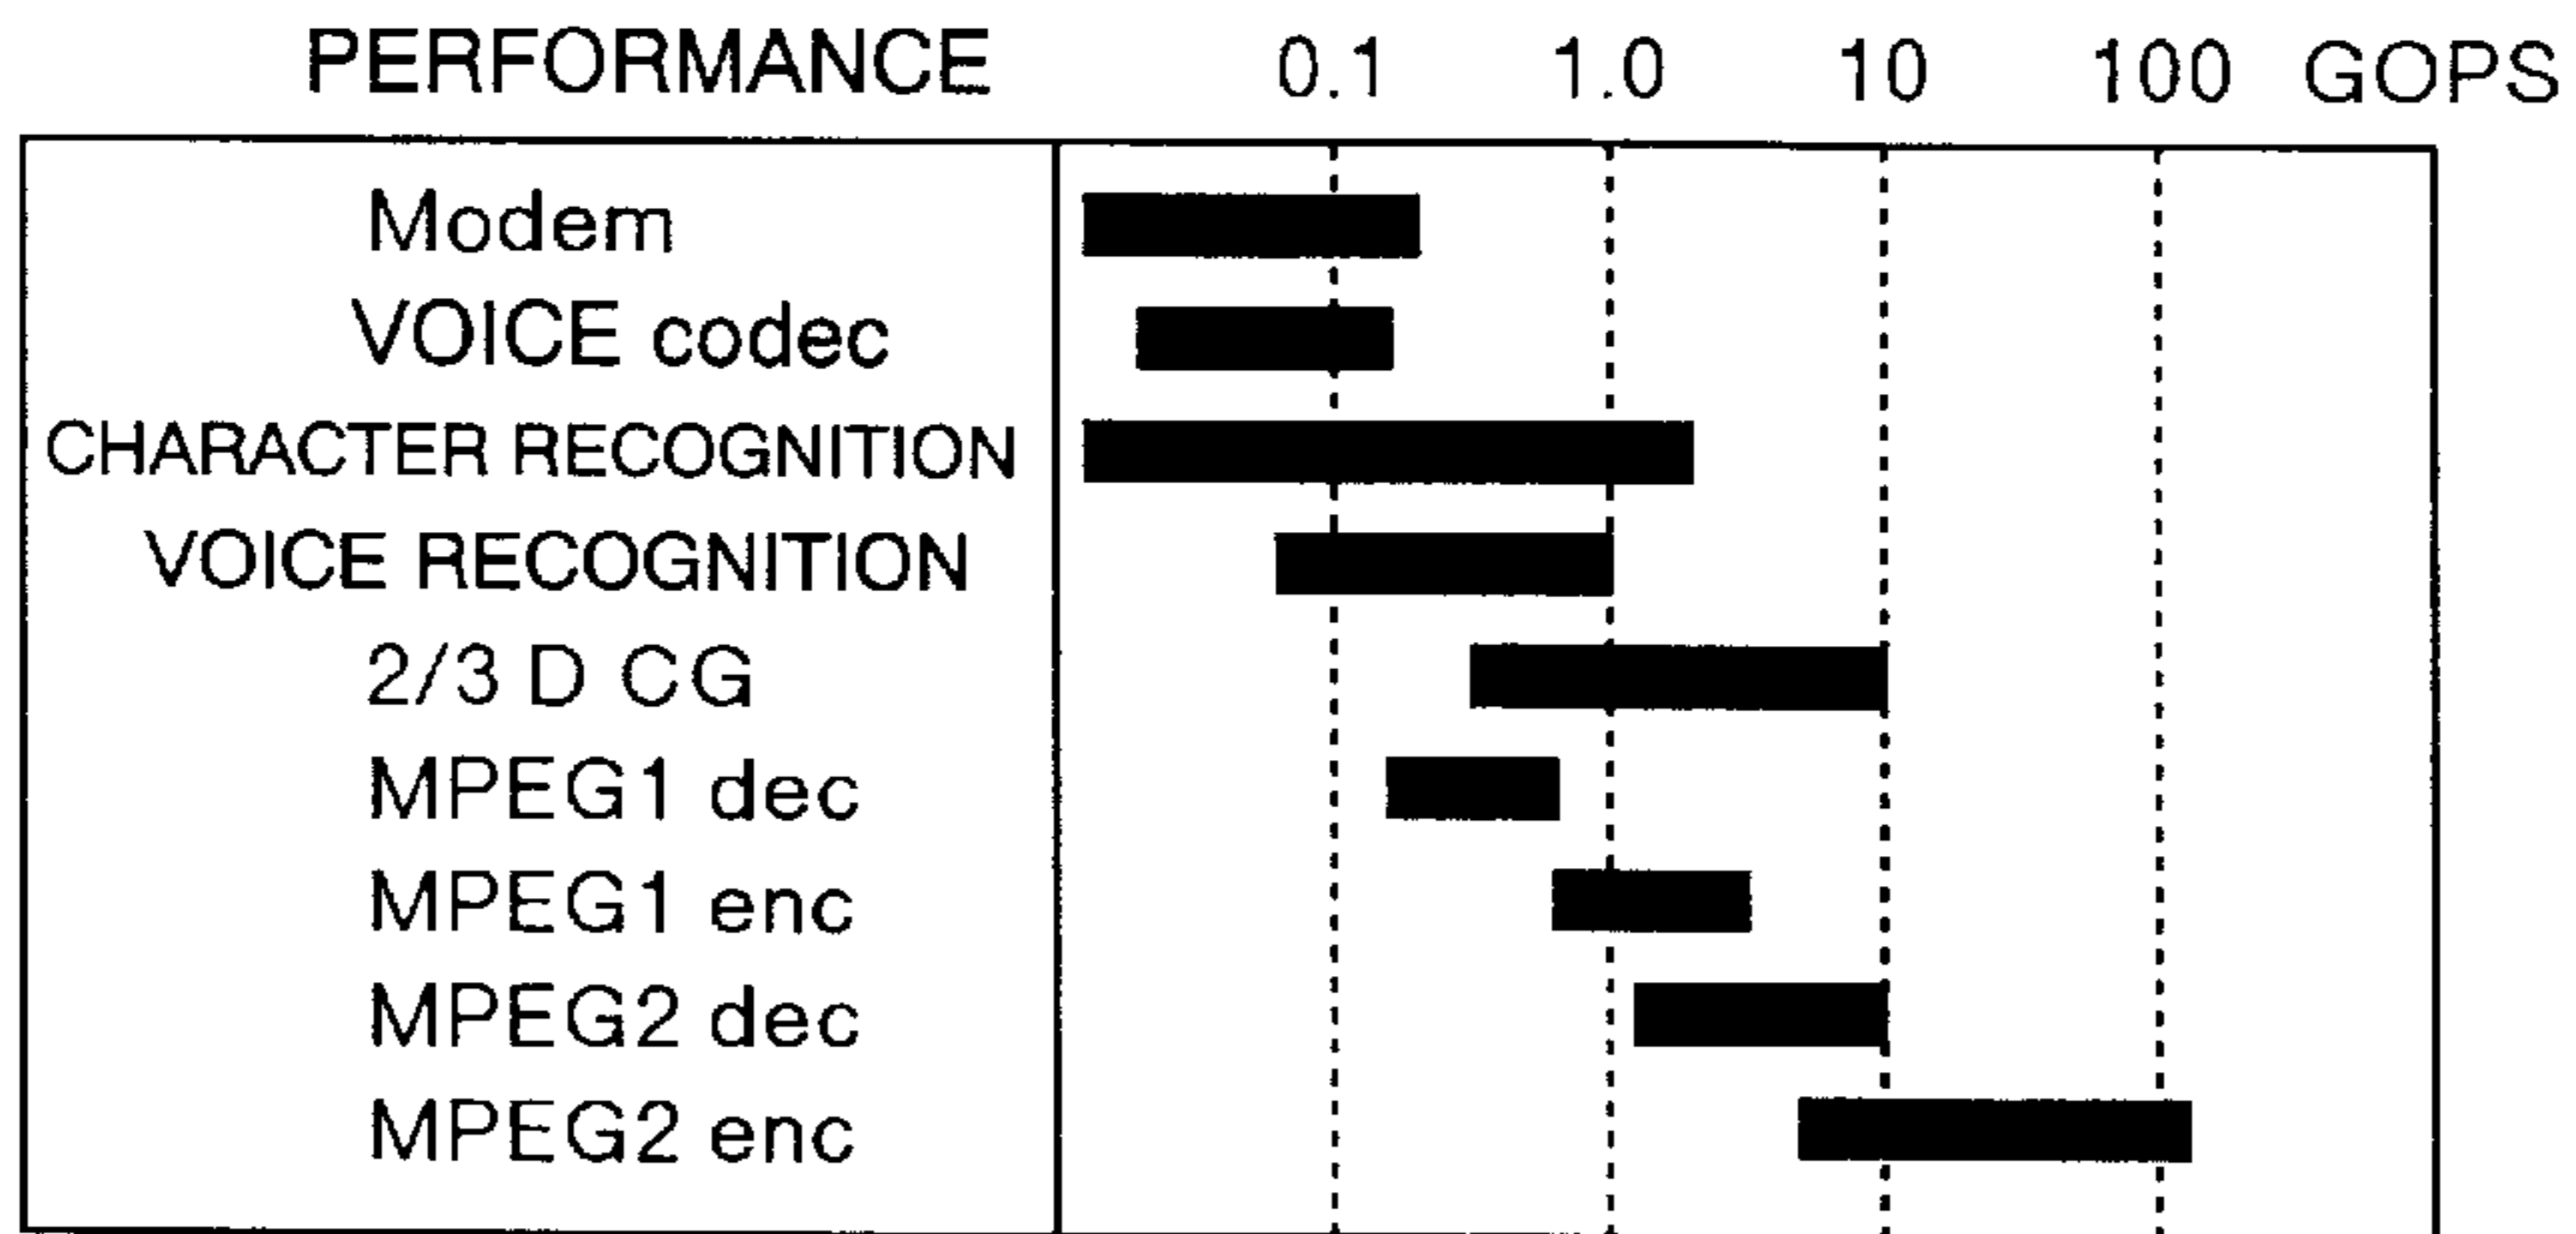 PERFORMANCE 0.1 1.0 10 100 GOPS
Modem
VOICE codec
CHARACTER RECOGNITION
VOICE RECOGNITION
2/3 D CG
MPEG1 dec
MPEG1 enc
MPEG2 dec
MPEG2 enc